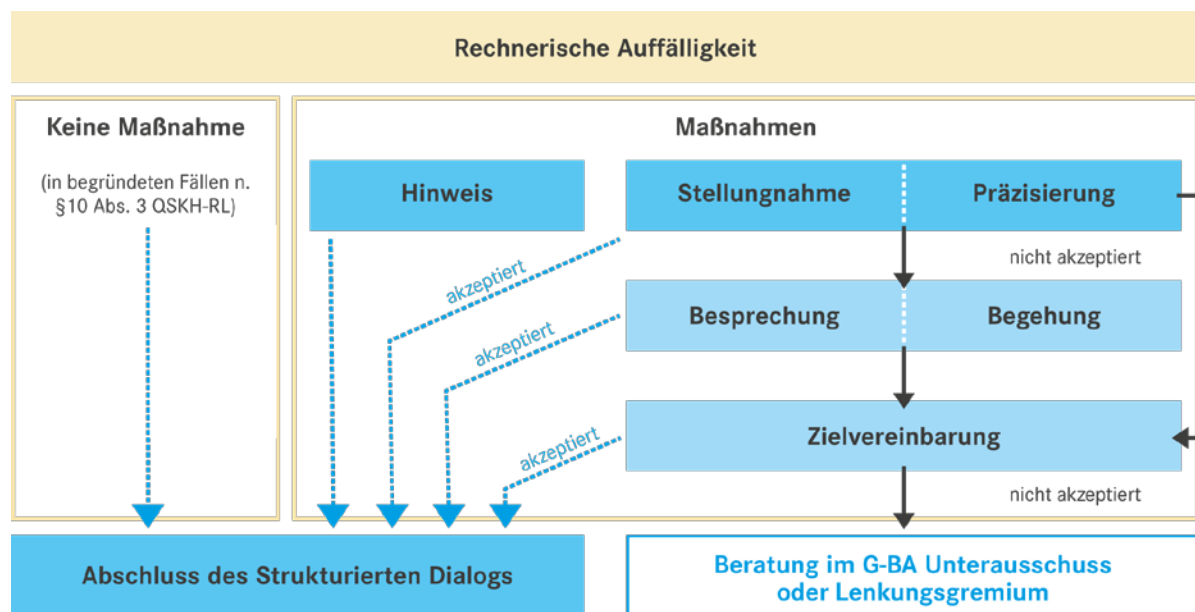 Rechnerische Auffälligkeit
Keine Maßnahme
(in begründeten Fällen n.
§10 Abs. 3 QSKH-RL)
Maßnahmen
Hinweis
Stellungnahme
Präzisierung
nicht akzeptiert
akzeptiert
Besprechung
Begehung
akzeptiert
Zielvereinbarung
akzeptiert
nicht akzeptiert
Abschluss des Strukturierten Dialogs
Beratung im G-BA Unterausschuss
oder Lenkungsgremium